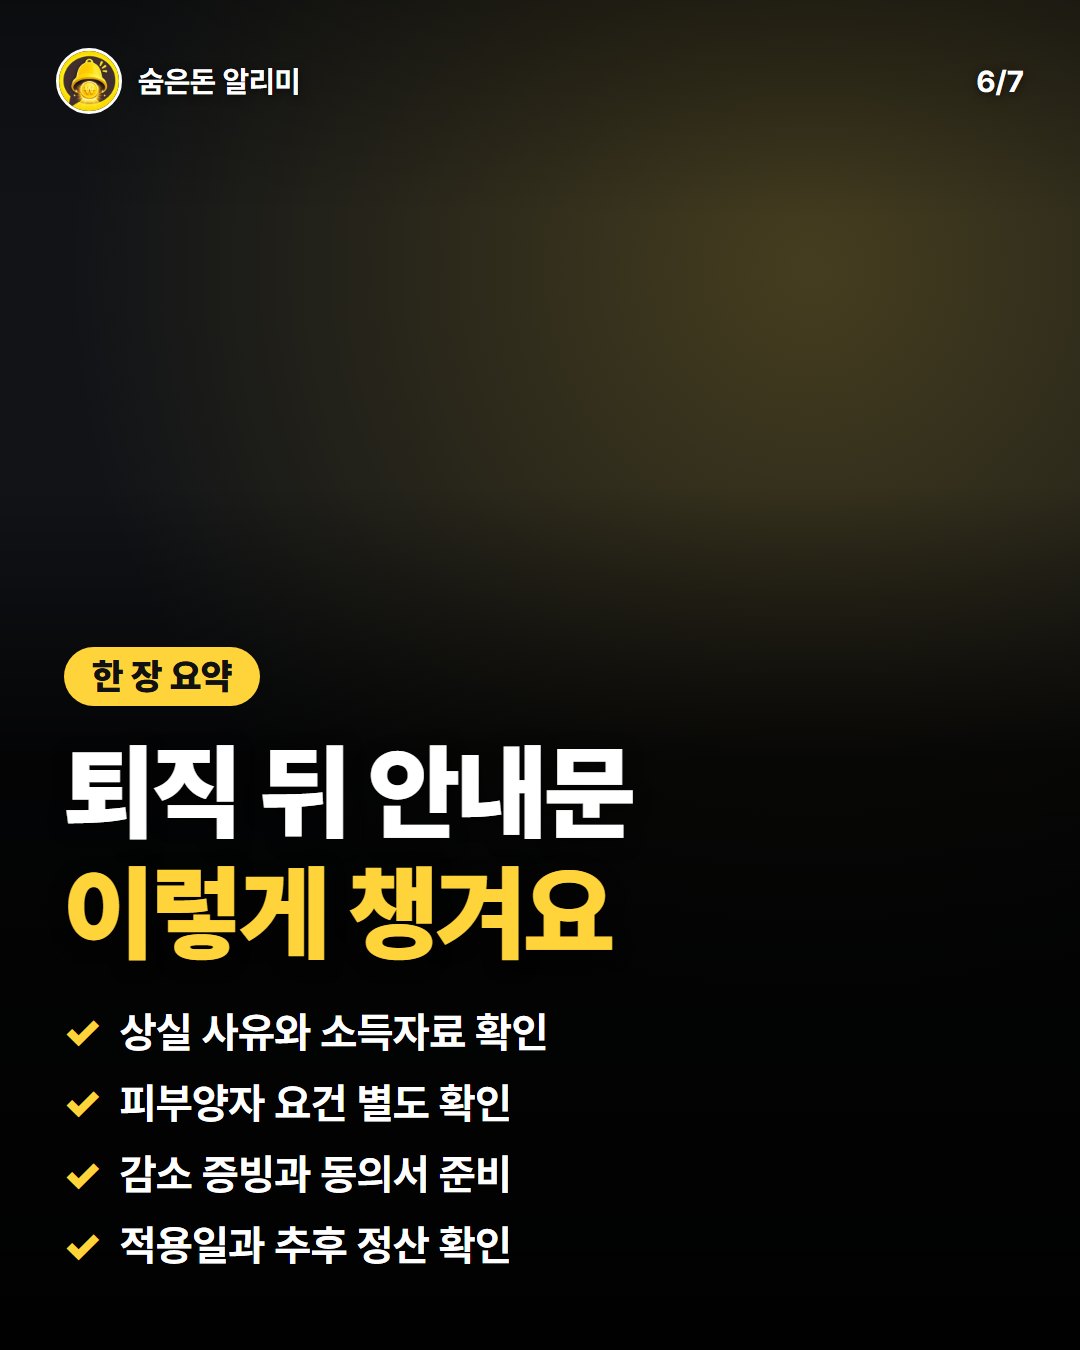 숨은돈 알리미
6/7
한 장 요약
퇴직 뒤 안내문
이렇게 챙겨요
상실 사유와 소득자료 확인
피부양자 요건 별도 확인
감소 증빙과 동의서 준비
적용일과 추후 정산 확인